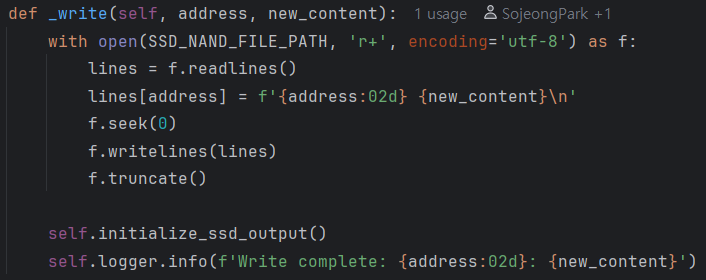 def _write(self, address, new_content): 1 usage SojeongPark +1
    with open(SSD_NAND_FILE_PATH, 'r+', encoding='utf-8') as f:
        lines = f.readlines()
        lines[address] = f'{address:02d} {new_content}\n'
        f.seek(0)
        f.writelines(lines)
        f.truncate()

    self.initialize_ssd_output()
    self.logger.info(f'Write complete: {address:02d}: {new_content}')